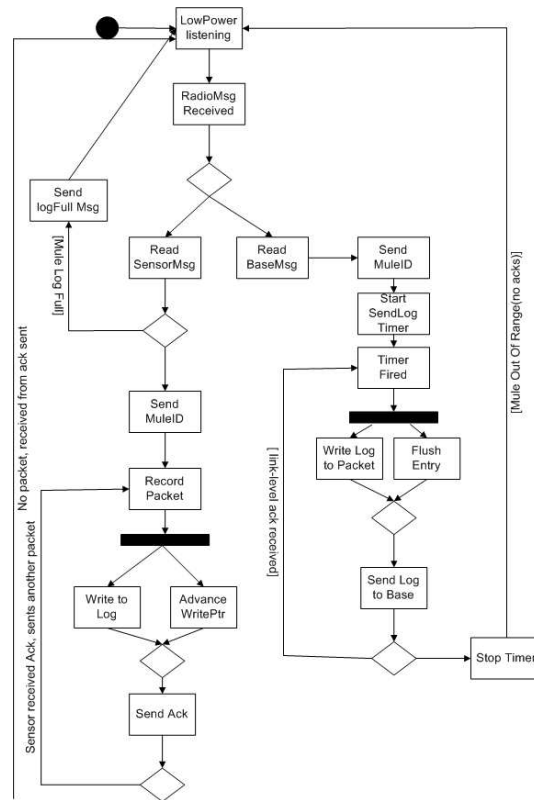 LowPower
listening
RadioMsg
Received
Send
logFull Msg
[Mule Log Full]
Read
SensorMsg
Read
BaseMsg
Send
MuleID
Start
SendLog
Timer
Timer
Fired
Send
MuleID
Write Log
to Packet
Flush
Entry
Record
Packet
Write to
Log
Advance
WritePtr
Send Log
to Base
Send Ack
Stop Timer
No packet, received from ack sent
Sensor received Ack, sents another packet
[ link-level ack received]
[Mule Out Of Range(no acks)]